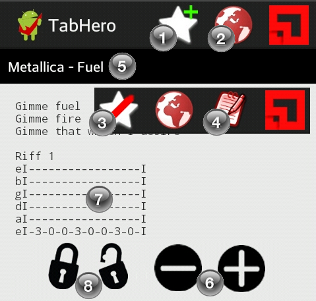 TabHero 1 2
Metallica - Fuel 5
Gimme fuel
Gimme fire 3 4
Gimme that
Riff 1
eI-----------------I
bI-----------------I
gI-----------------I
dI-----------------I
aI-----------------I
eI-3-0-0-3-0-0-3-0-I
7
8 6